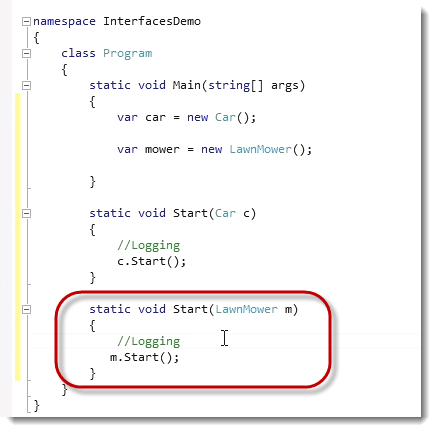 namespace InterfacesDemo
{
class Program
{
static void Main(string[] args)
{
var car = new Car();
var mower = new LawnMower();
}
static void Start(Car c)
{
//Logging
c.Start();
}
static void Start(LawnMower m)
{
//Logging
m.Start();
}
}
}